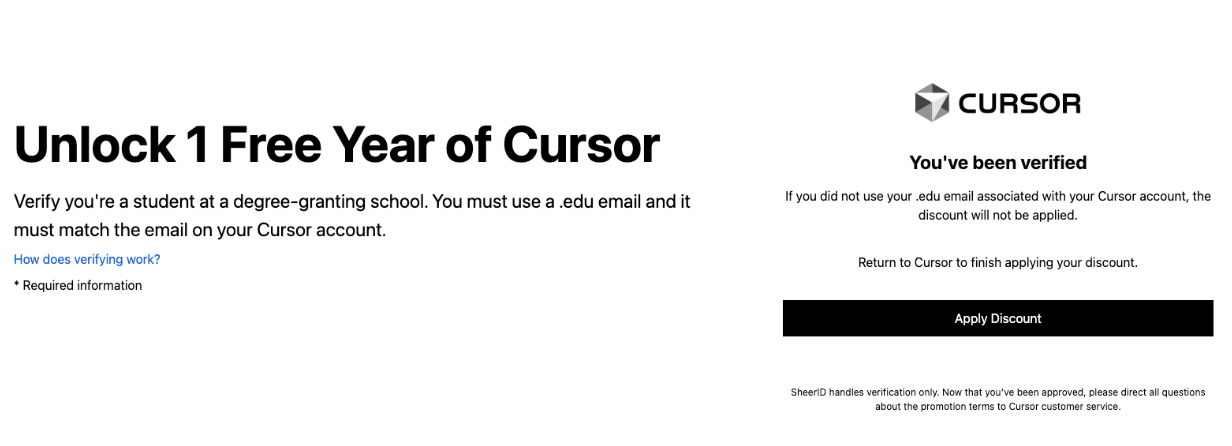 Unlock 1 Free Year of Cursor
Verify you're a student at a degree-granting school. You must use a .edu email and it
must match the email on your Cursor account.
How does verifying work?
* Required information
CURSOR
You've been verified
If you did not use your .edu email associated with your Cursor account, the
discount will not be applied.
Return to Cursor to finish applying your discount.
Apply Discount
SheerID handles verification only. Now that you've been approved, please direct all questions
about the promotion terms to Cursor customer service.